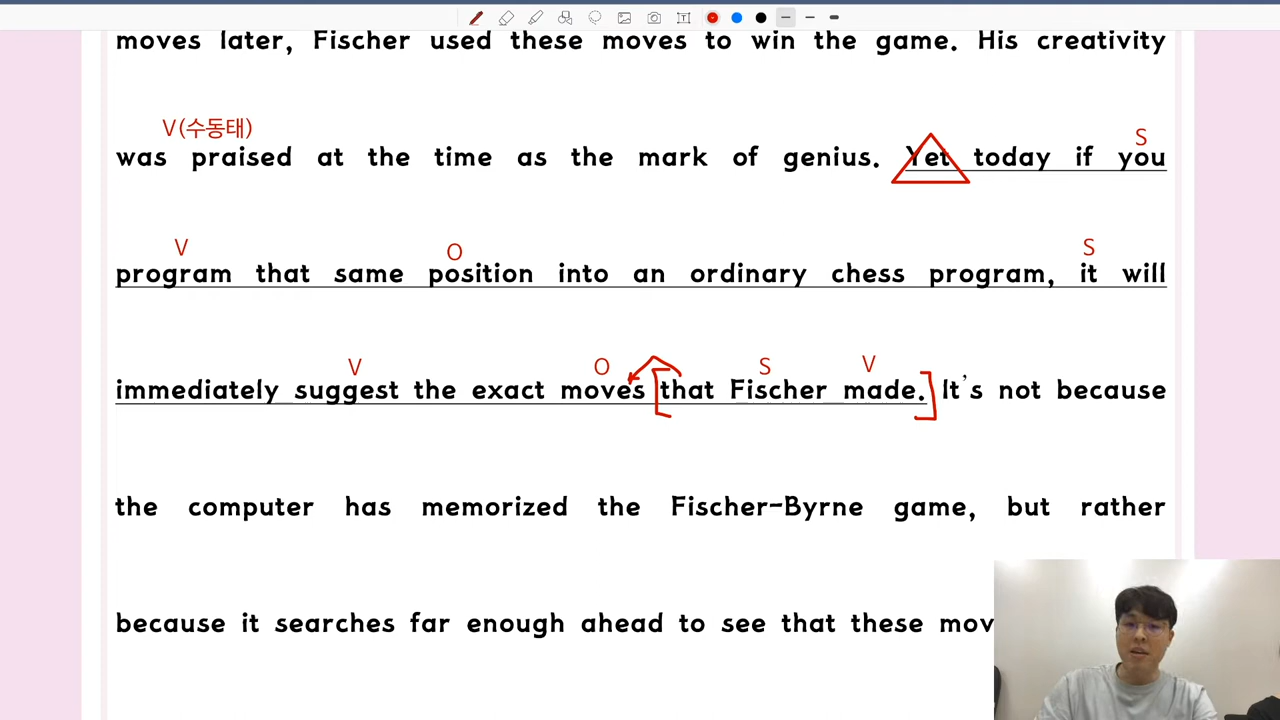 moves later, Fischer used these moves to win the game. His creativity
V(수동태)
S
was praised at the time as the mark of genius. Yet today if you
V O S
program that same position into an ordinary chess program, it will
V O S V
immediately suggest the exact moves that Fischer made. It's not because
the computer has memorized the Fischer-Byrne game, but rather
because it searches far enough ahead to see that these